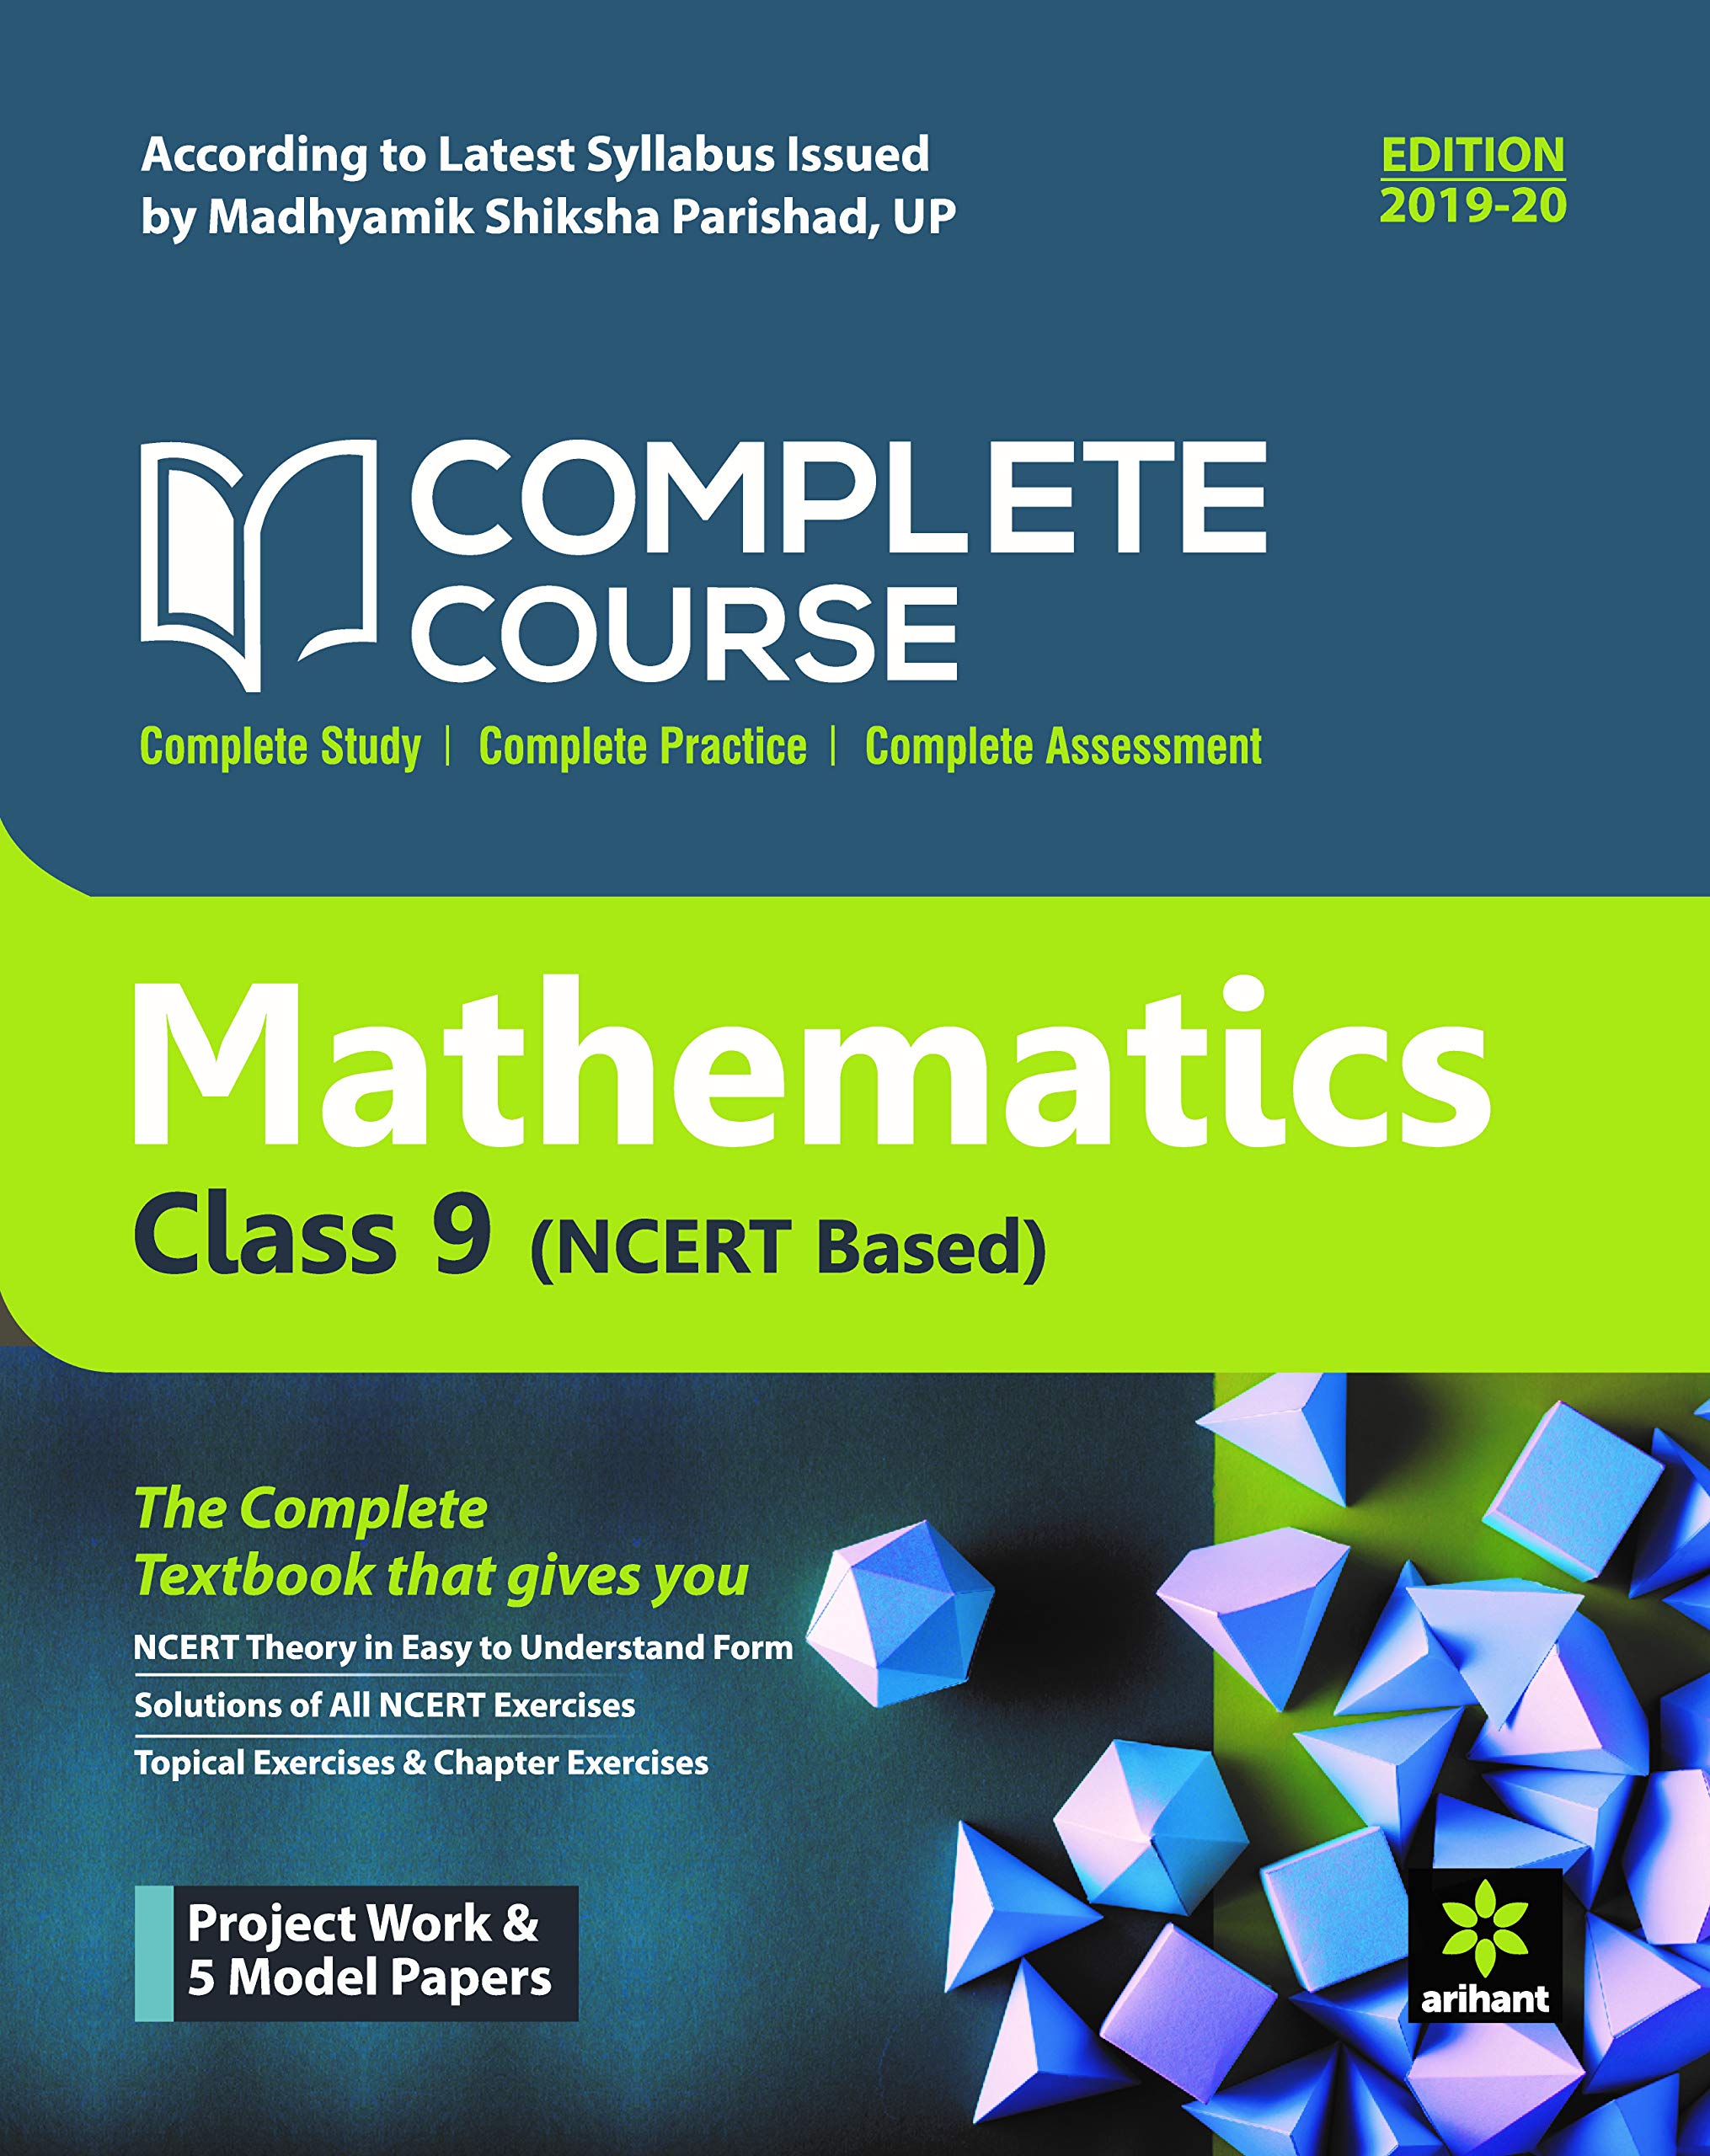 According to Latest Syllabus Issued
by Madhyamik Shiksha Parishad, UP
EDITION
2019-20
COMPLETE
COURSE
Complete Study | Complete Practice | Complete Assessment
Mathematics
Class 9 (NCERT Based)
The Complete
Textbook that gives you
NCERT Theory in Easy to Understand Form
Solutions of All NCERT Exercises
Topical Exercises & Chapter Exercises
Project Work &
5 Model Papers
arihant